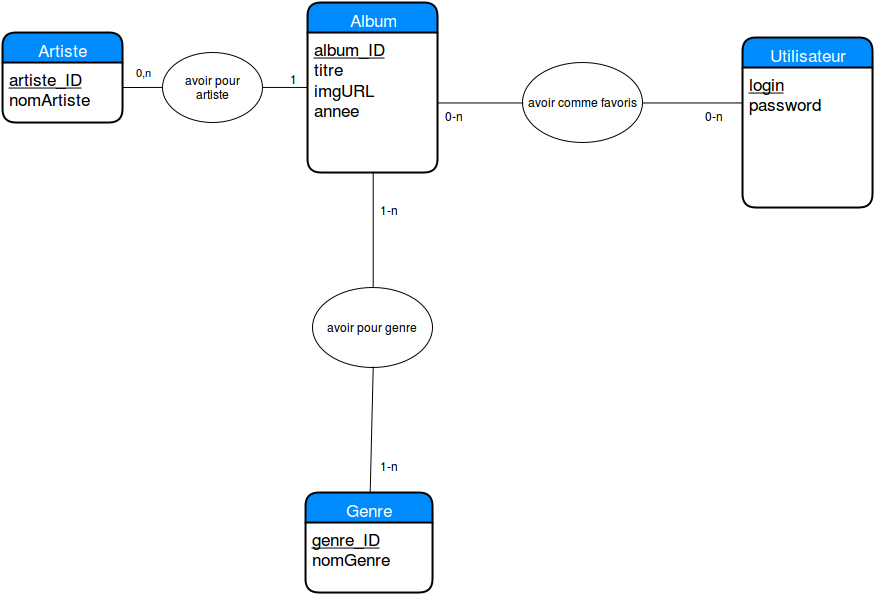 Artiste
artiste_ID
nomArtiste
0,n
avoir pour
artiste
1
Album
album_ID
titre
imgURL
annee
0-n
avoir comme favoris
0-n
Utilisateur
login
password
1-n
avoir pour genre
1-n
Genre
genre_ID
nomGenre